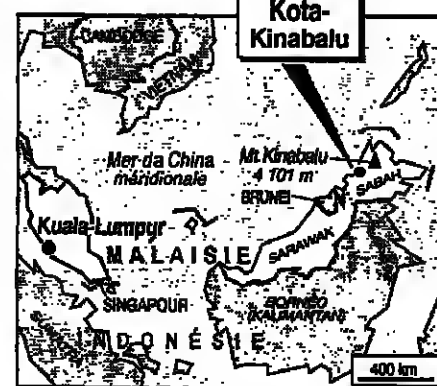 Kota-
Kinabalu
CAMBODGE
VIETNAM
Mer da China
méridionale
Mt Kinabalu
4 101 m
SABAH
BRUNEI
Kuala-Lumpur
MALAISIE
SARAWAK
SINGAPOUR
BORNÉO
(KALIMANTAN)
INDONÉSIE
400 km